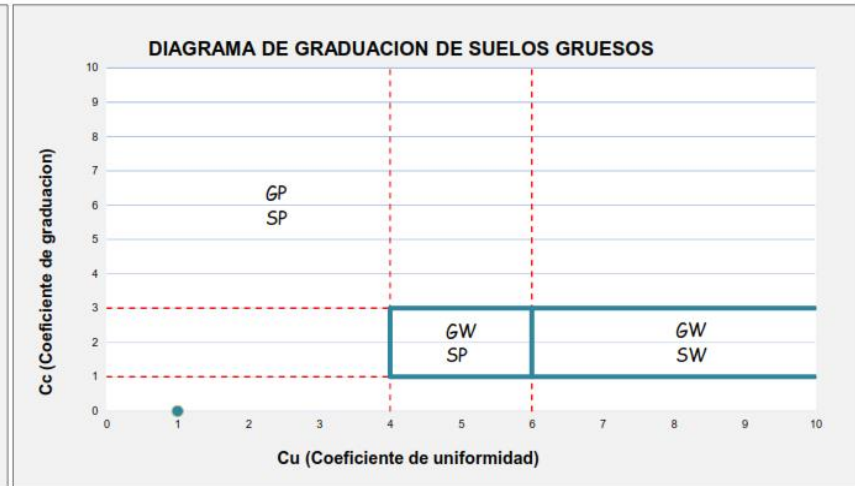 DIAGRAMA DE GRADUACION DE SUELOS GRUESOS
Cc (Coeficiente de graduacion)
10
9
8
7
6
5
4
3
2
1
0
GP
SP
GW
SP
GW
SW
0 1 2 3 4 5 6 7 8 9 10
Cu (Coeficiente de uniformidad)